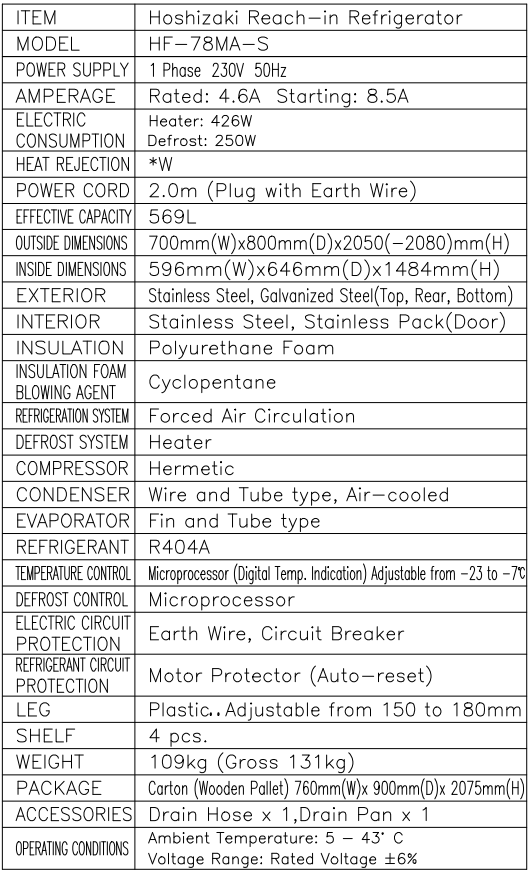 ITEM Hoshizaki Reach-in Refrigerator
MODEL HF-78MA-S
POWER SUPPLY 1 Phase 230V 50Hz
AMPERAGE Rated: 4.6A Starting: 8.5A
ELECTRIC CONSUMPTION Heater: 426W
Defrost: 250W
HEAT REJECTION *W
POWER CORD 2.0m (Plug with Earth Wire)
EFFECTIVE CAPACITY 569L
OUTSIDE DIMENSIONS 700mm(W)x800mm(D)x2050(-2080)mm(H)
INSIDE DIMENSIONS 596mm(W)x646mm(D)x1484mm(H)
EXTERIOR Stainless Steel, Galvanized Steel(Top, Rear, Bottom)
INTERIOR Stainless Steel, Stainless Pack(Door)
INSULATION Polyurethane Foam
INSULATION FOAM
BLOWING AGENT Cyclopentane
REFRIGERATION SYSTEM Forced Air Circulation
DEFROST SYSTEM Heater
COMPRESSOR Hermetic
CONDENSER Wire and Tube type, Air-cooled
EVAPORATOR Fin and Tube type
REFRIGERANT R404A
TEMPERATURE CONTROL Microprocessor (Digital Temp. Indication) Adjustable from -23 to -7℃
DEFROST CONTROL Microprocessor
ELECTRIC CIRCUIT
PROTECTION Earth Wire, Circuit Breaker
REFRIGERANT CIRCUIT
PROTECTION Motor Protector (Auto-reset)
LEG Plastic..Adjustable from 150 to 180mm
SHELF 4 pcs.
WEIGHT 109kg (Gross 131kg)
PACKAGE Carton (Wooden Pallet) 760mm(W)x 900mm(D)x 2075mm(H)
ACCESSORIES Drain Hose x 1,Drain Pan x 1
OPERATING CONDITIONS Ambient Temperature: 5 - 43° C
Voltage Range: Rated Voltage ±6%